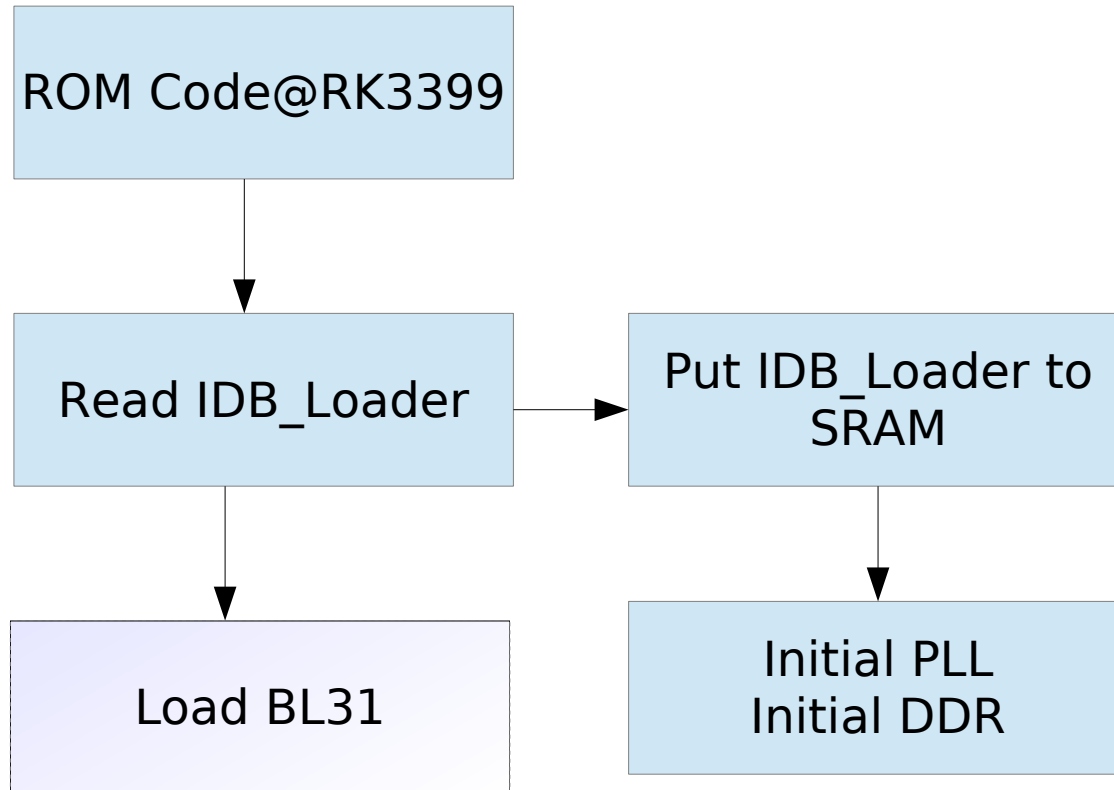 ROM Code@RK3399
Read IDB_Loader
Put IDB_Loader to
SRAM
Load BL31
Initial PLL
Initial DDR